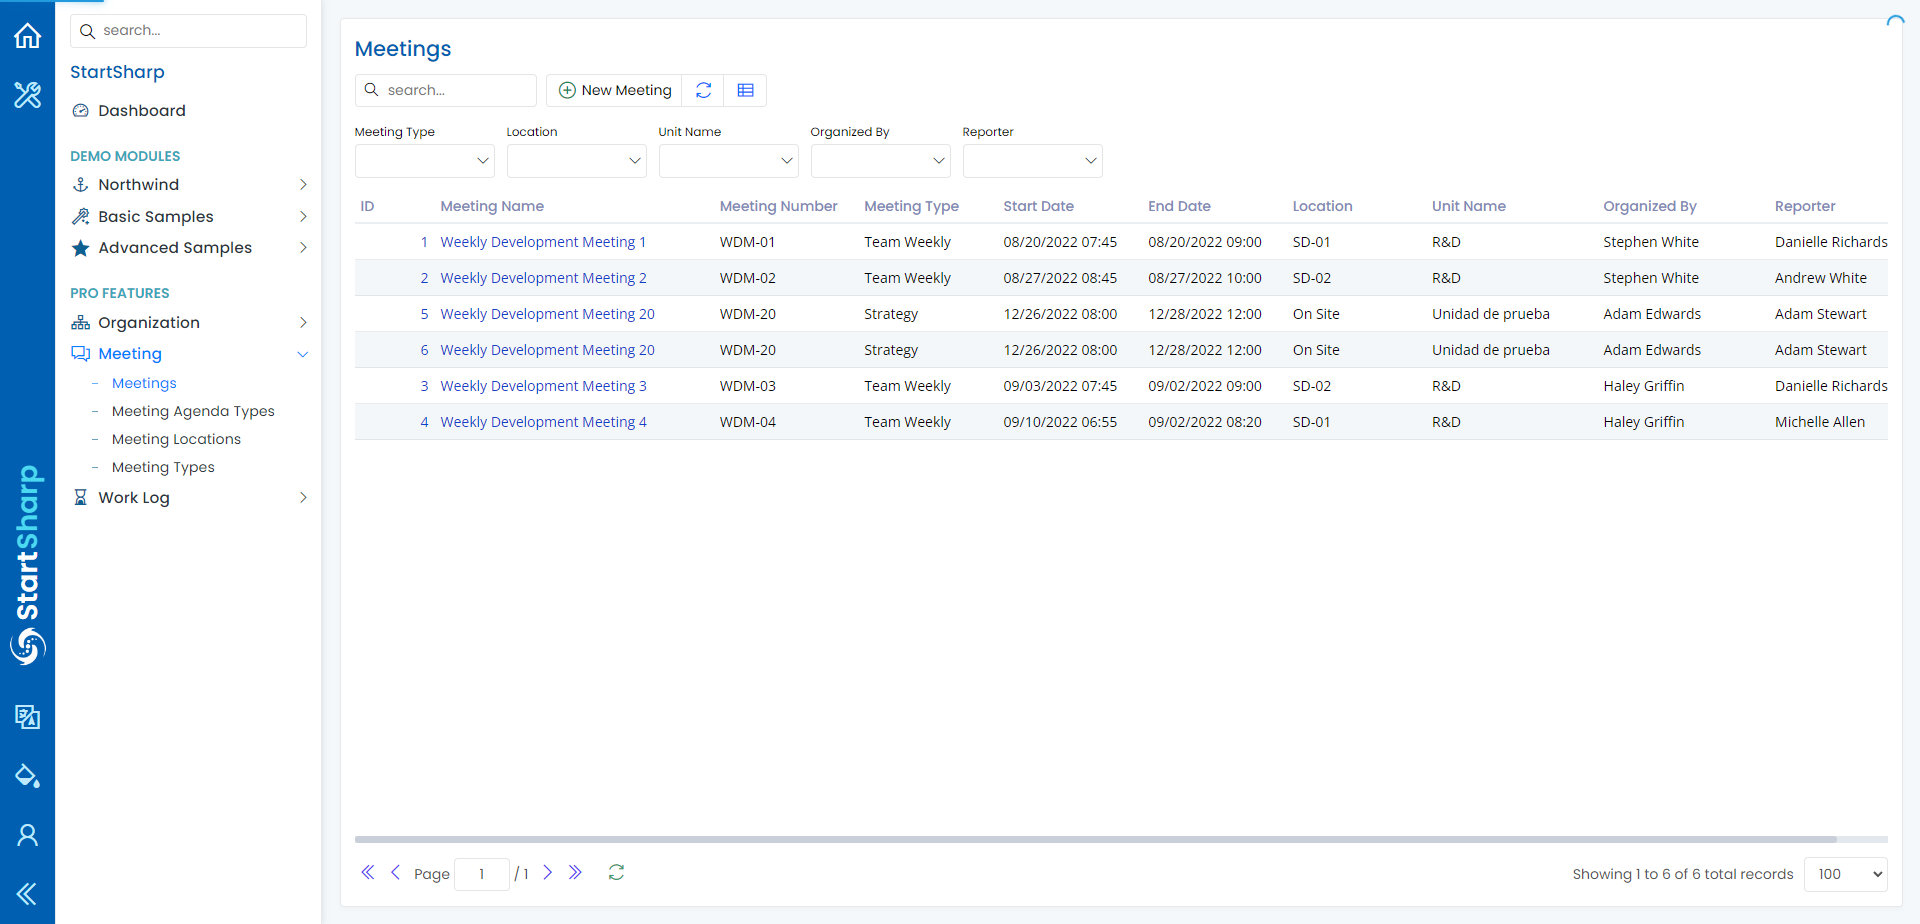 search...
StartSharp
Dashboard
DEMO MODULES
Northwind
Basic Samples
Advanced Samples
PRO FEATURES
Organization
Meeting
Meetings
Meeting Agenda Types
Meeting Locations
Meeting Types
Work Log
StartSharp
Meetings
search...
New Meeting
Meeting Type Location Unit Name Organized By Reporter
ID Meeting Name Meeting Number Meeting Type Start Date End Date Location Unit Name Organized By Reporter
1 Weekly Development Meeting 1 WDM-01 Team Weekly 08/20/2022 07:45 08/20/2022 09:00 SD-01 R&D Stephen White Danielle Richards
2 Weekly Development Meeting 2 WDM-02 Team Weekly 08/27/2022 08:45 08/27/2022 10:00 SD-02 R&D Stephen White Andrew White
5 Weekly Development Meeting 20 WDM-20 Strategy 12/26/2022 08:00 12/28/2022 12:00 On Site Unidad de prueba Adam Edwards Adam Stewart
6 Weekly Development Meeting 20 WDM-20 Strategy 12/26/2022 08:00 12/28/2022 12:00 On Site Unidad de prueba Adam Edwards Adam Stewart
3 Weekly Development Meeting 3 WDM-03 Team Weekly 09/03/2022 07:45 09/02/2022 09:00 SD-02 R&D Haley Griffin Danielle Richards
4 Weekly Development Meeting 4 WDM-04 Team Weekly 09/10/2022 06:55 09/02/2022 08:20 SD-01 R&D Haley Griffin Michelle Allen
Page 1 / 1
Showing 1 to 6 of 6 total records 100